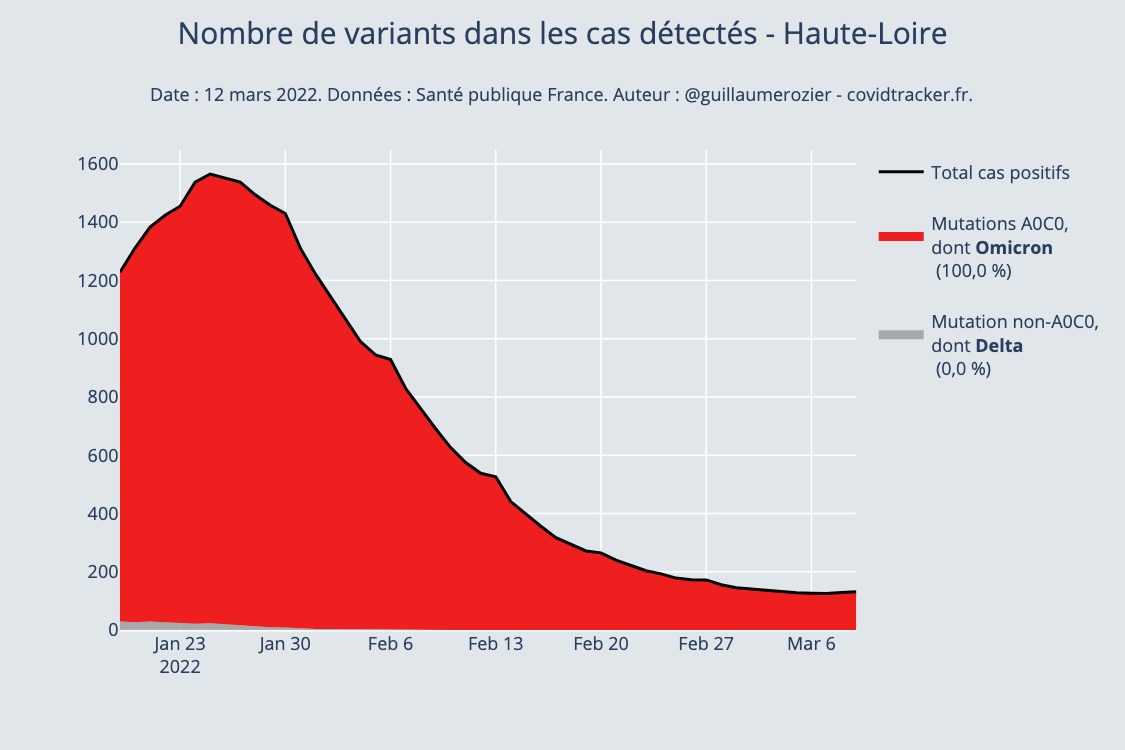 Nombre de variants dans les cas détectés - Haute-Loire
Date : 12 mars 2022. Données : Santé publique France. Auteur : @guillaumerozier - covidtracker.fr.
1600
1400
1200
1000
800
600
400
200
0
Jan 23
2022
Jan 30
Feb 6
Feb 13
Feb 20
Feb 27
Mar 6
Total cas positifs
Mutations A0C0,
dont Omicron
(100,0 %)
Mutation non-A0C0,
dont Delta
(0,0 %)